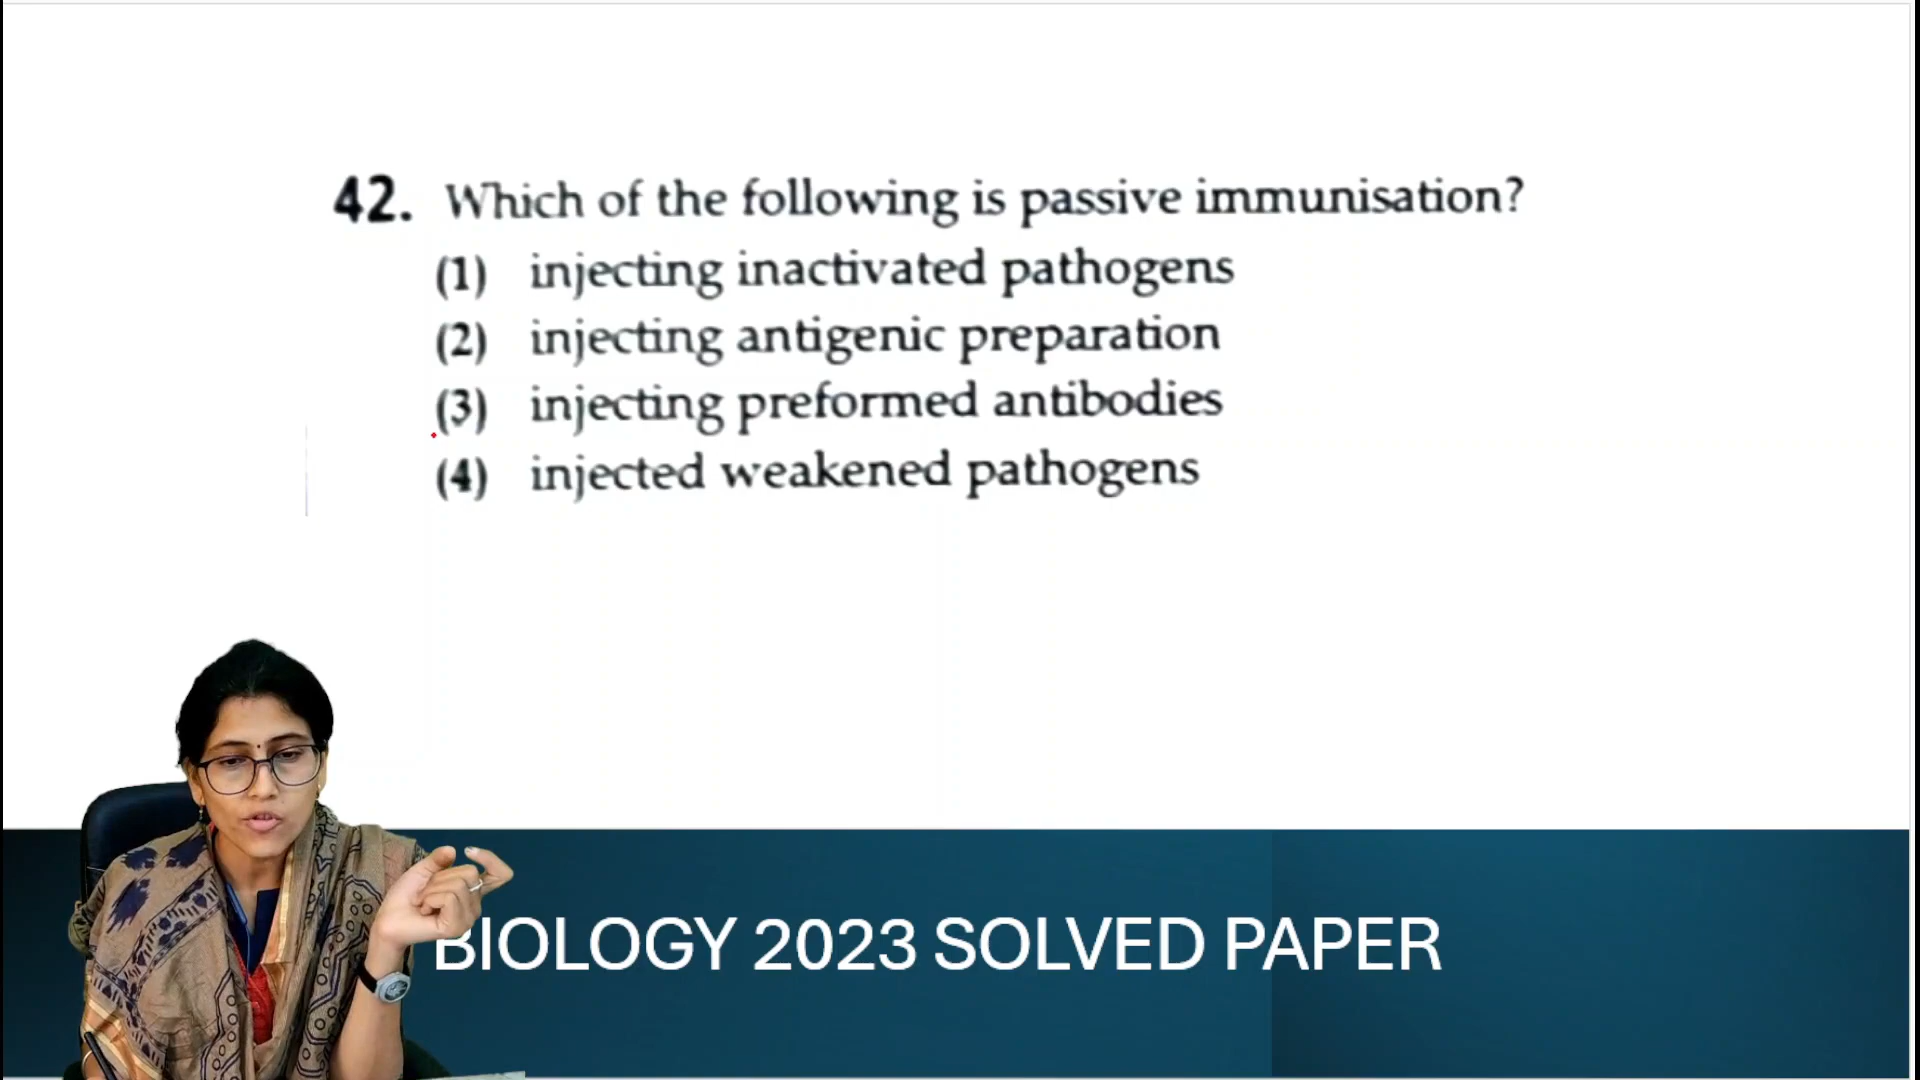 42. Which of the following is passive immunisation?
(1) injecting inactivated pathogens
(2) injecting antigenic preparation
(3) injecting preformed antibodies
(4) injected weakened pathogens
BIOLOGY 2023 SOLVED PAPER